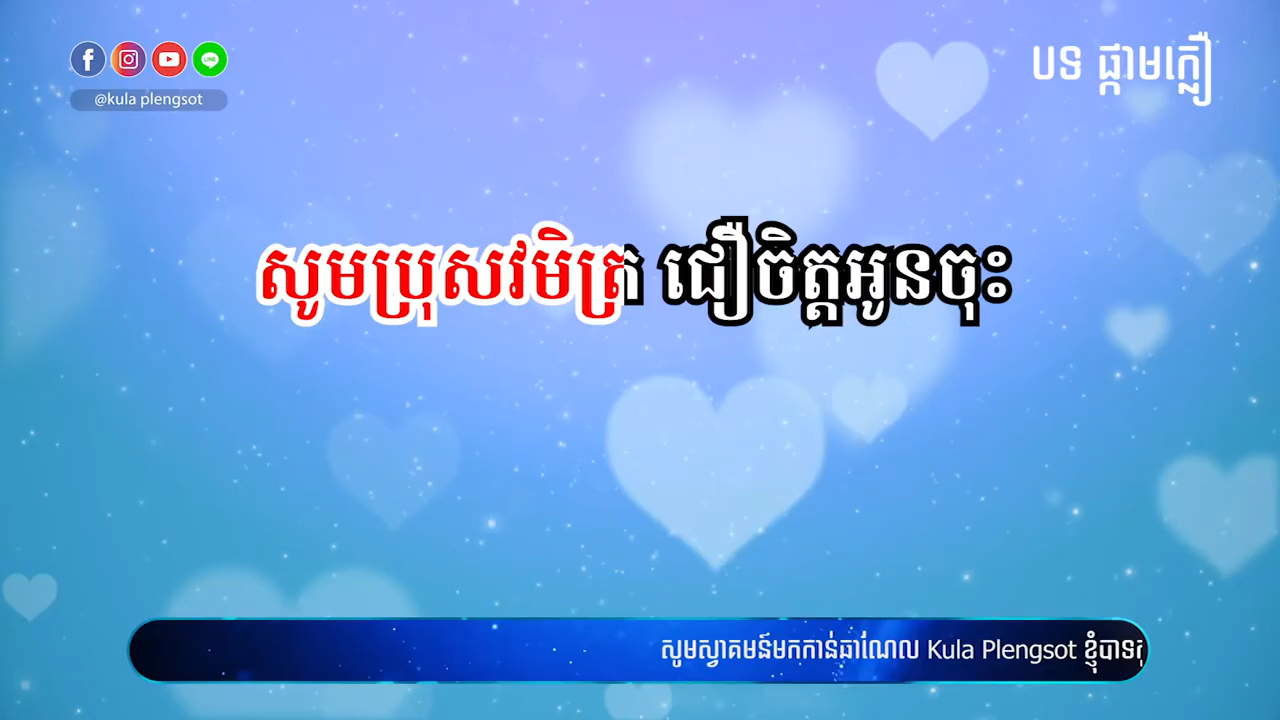 បទ ផ្កាមក្លឿ
@kula plengsot
សូមប្រុសវមិត្រ ជឿចិត្តអូនចុះ
សូមស្វាគមន៍មកកាន់ឆាណែល Kula Plengsot ខ្ញុំបាទ